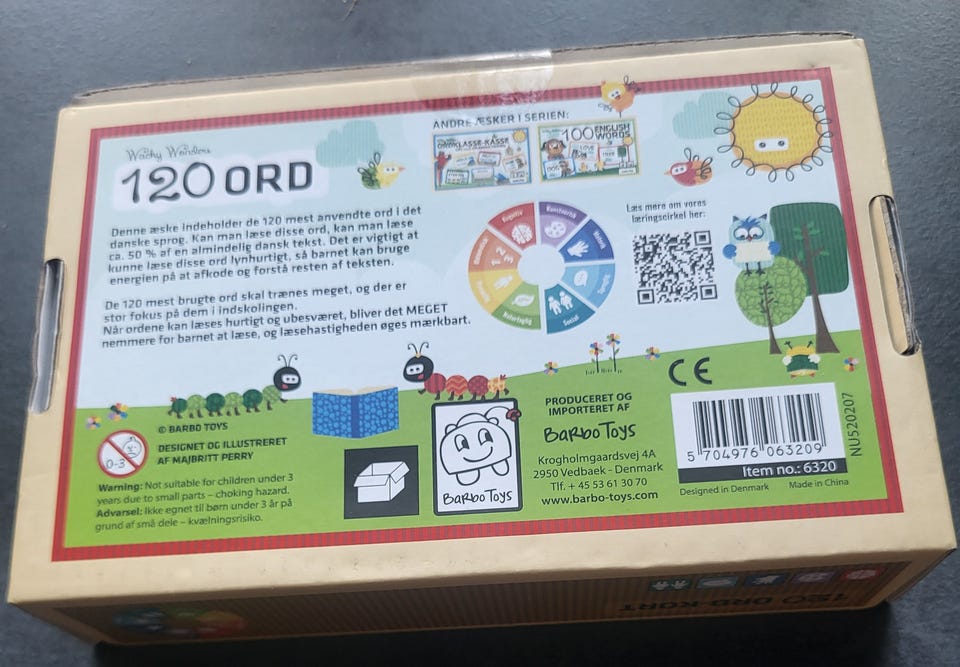 Wacky Wonders
120 ORD
ANDRE ÆSKER I SERIEN:
ORDKLASSE-KASSE
100 ENGLISH WORDS
Denne æske indeholder de 120 mest anvendte ord i det
danske sprog. Kan man læse disse ord, kan man læse
ca. 50 % af en almindelig dansk tekst. Det er vigtigt at
kunne læse disse ord lynhurtigt, så barnet kan bruge
energien på at afkode og forstå resten af teksten.
De 120 mest brugte ord skal trænes meget, og der er
stor fokus på dem i indskolingen.
Når ordene kan læses hurtigt og ubesværet, bliver det MEGET
nemmere for barnet at læse, og læsehastigheden øges mærkbart.
Kognitiv
Social
Naturfaglig
Læs mere om vores
læringscirkel her:
© BARBO TOYS
DESIGNET OG ILLUSTRERET
AF MAJBRITT PERRY
0-3
Warning: Not suitable for children under 3
years due to small parts – choking hazard.
Advarsel: Ikke egnet til børn under 3 år på
grund af små dele – kvælningsrisiko.
Barbo Toys
PRODUCERET OG
IMPORTERET AF
Barbo Toys
Krogholmgaardsvej 4A
2950 Vedbaek - Denmark
Tlf. + 45 53 61 30 70
www.barbo-toys.com
CE
5 704976 063209
Item no.: 6320
Designed in Denmark Made in China
NU520207
120 ORD-KORT